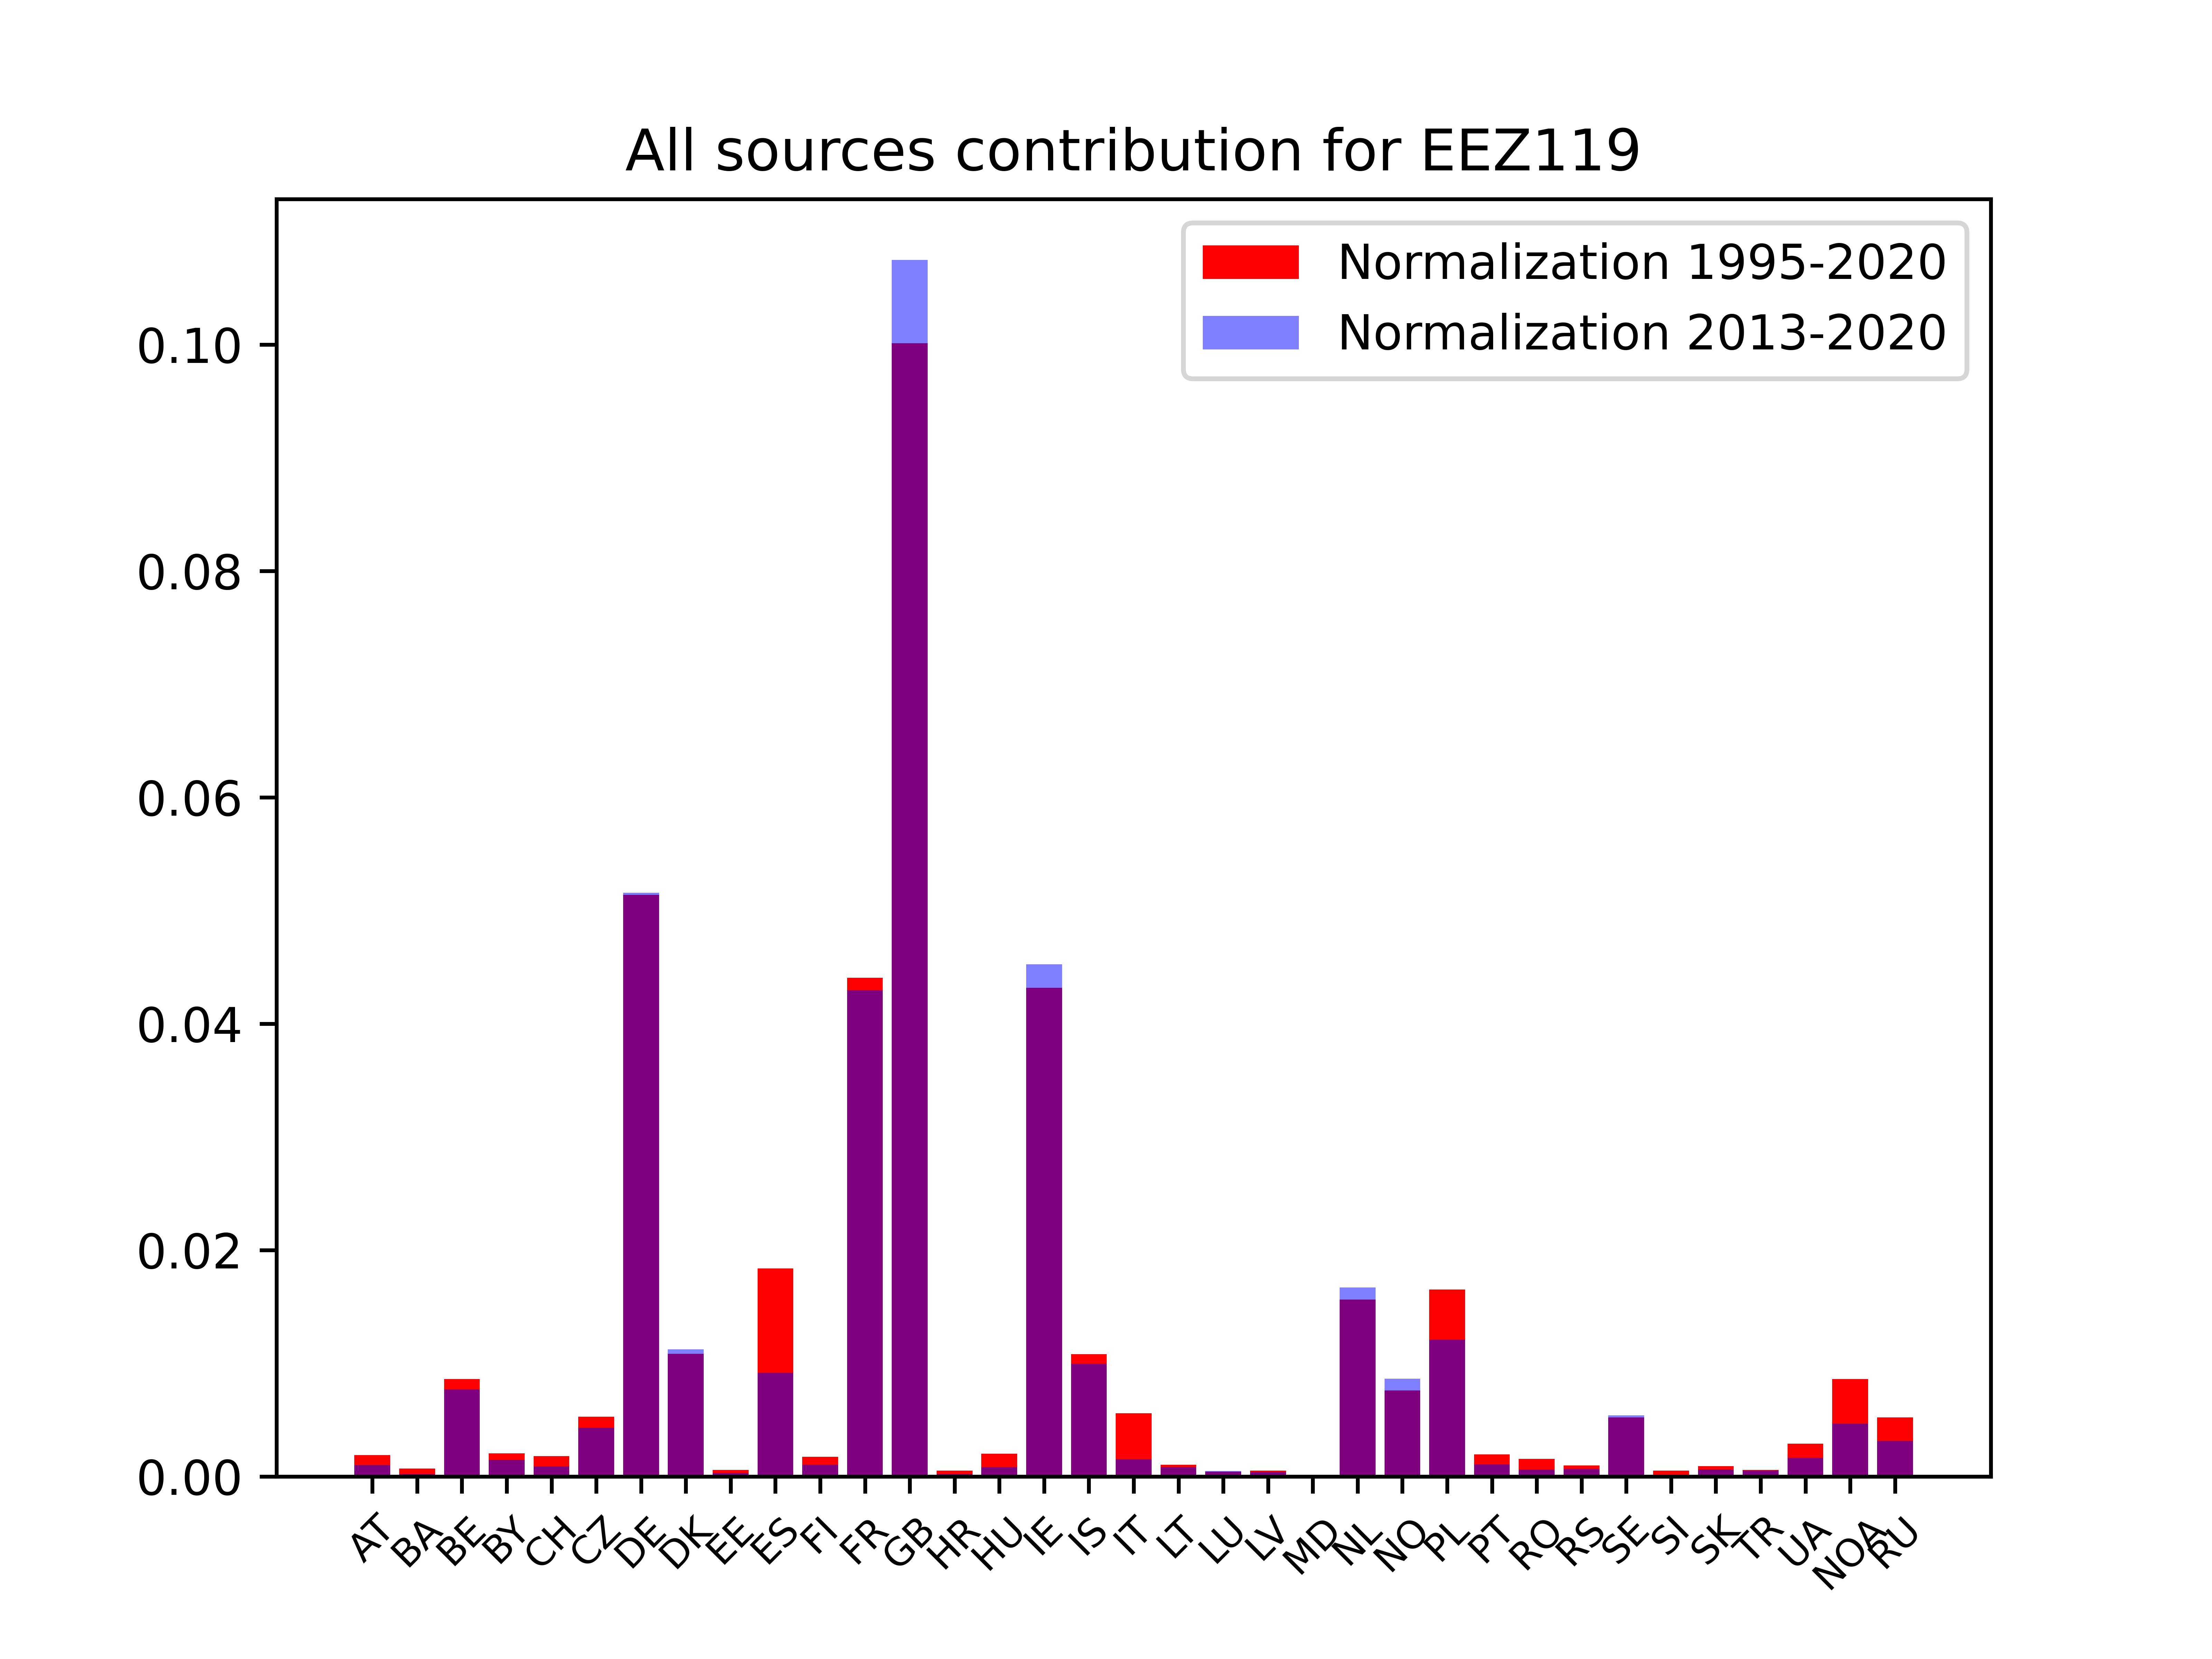 All sources contribution for EEZ119
Normalization 1995-2020
Normalization 2013-2020
0.10
0.08
0.06
0.04
0.02
0.00
AT BA BE BY CH CZ DE DK EE ES FI FR GB HR HU IE IS IT LT LU LV MD NL NO PL PT RO RS SE SI SK TR UA NOA RU